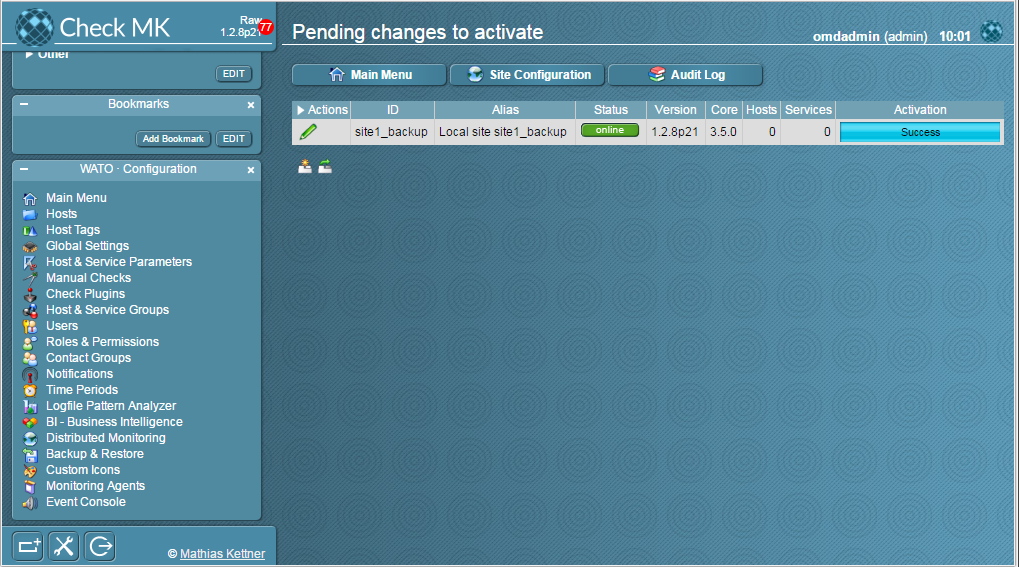 Check MK
Raw
1.2.8p21
77
Other
EDIT
Bookmarks
Add Bookmark EDIT
WATO · Configuration
Main Menu
Hosts
Host Tags
Global Settings
Host & Service Parameters
Manual Checks
Check Plugins
Host & Service Groups
Users
Roles & Permissions
Contact Groups
Notifications
Time Periods
Logfile Pattern Analyzer
BI - Business Intelligence
Distributed Monitoring
Backup & Restore
Custom Icons
Monitoring Agents
Event Console
© Mathias Kettner
Pending changes to activate
omdadmin (admin) 10:01
Main Menu Site Configuration Audit Log
Actions ID Alias Status Version Core Hosts Services Activation
site1_backup Local site site1_backup online 1.2.8p21 3.5.0 0 0 Success